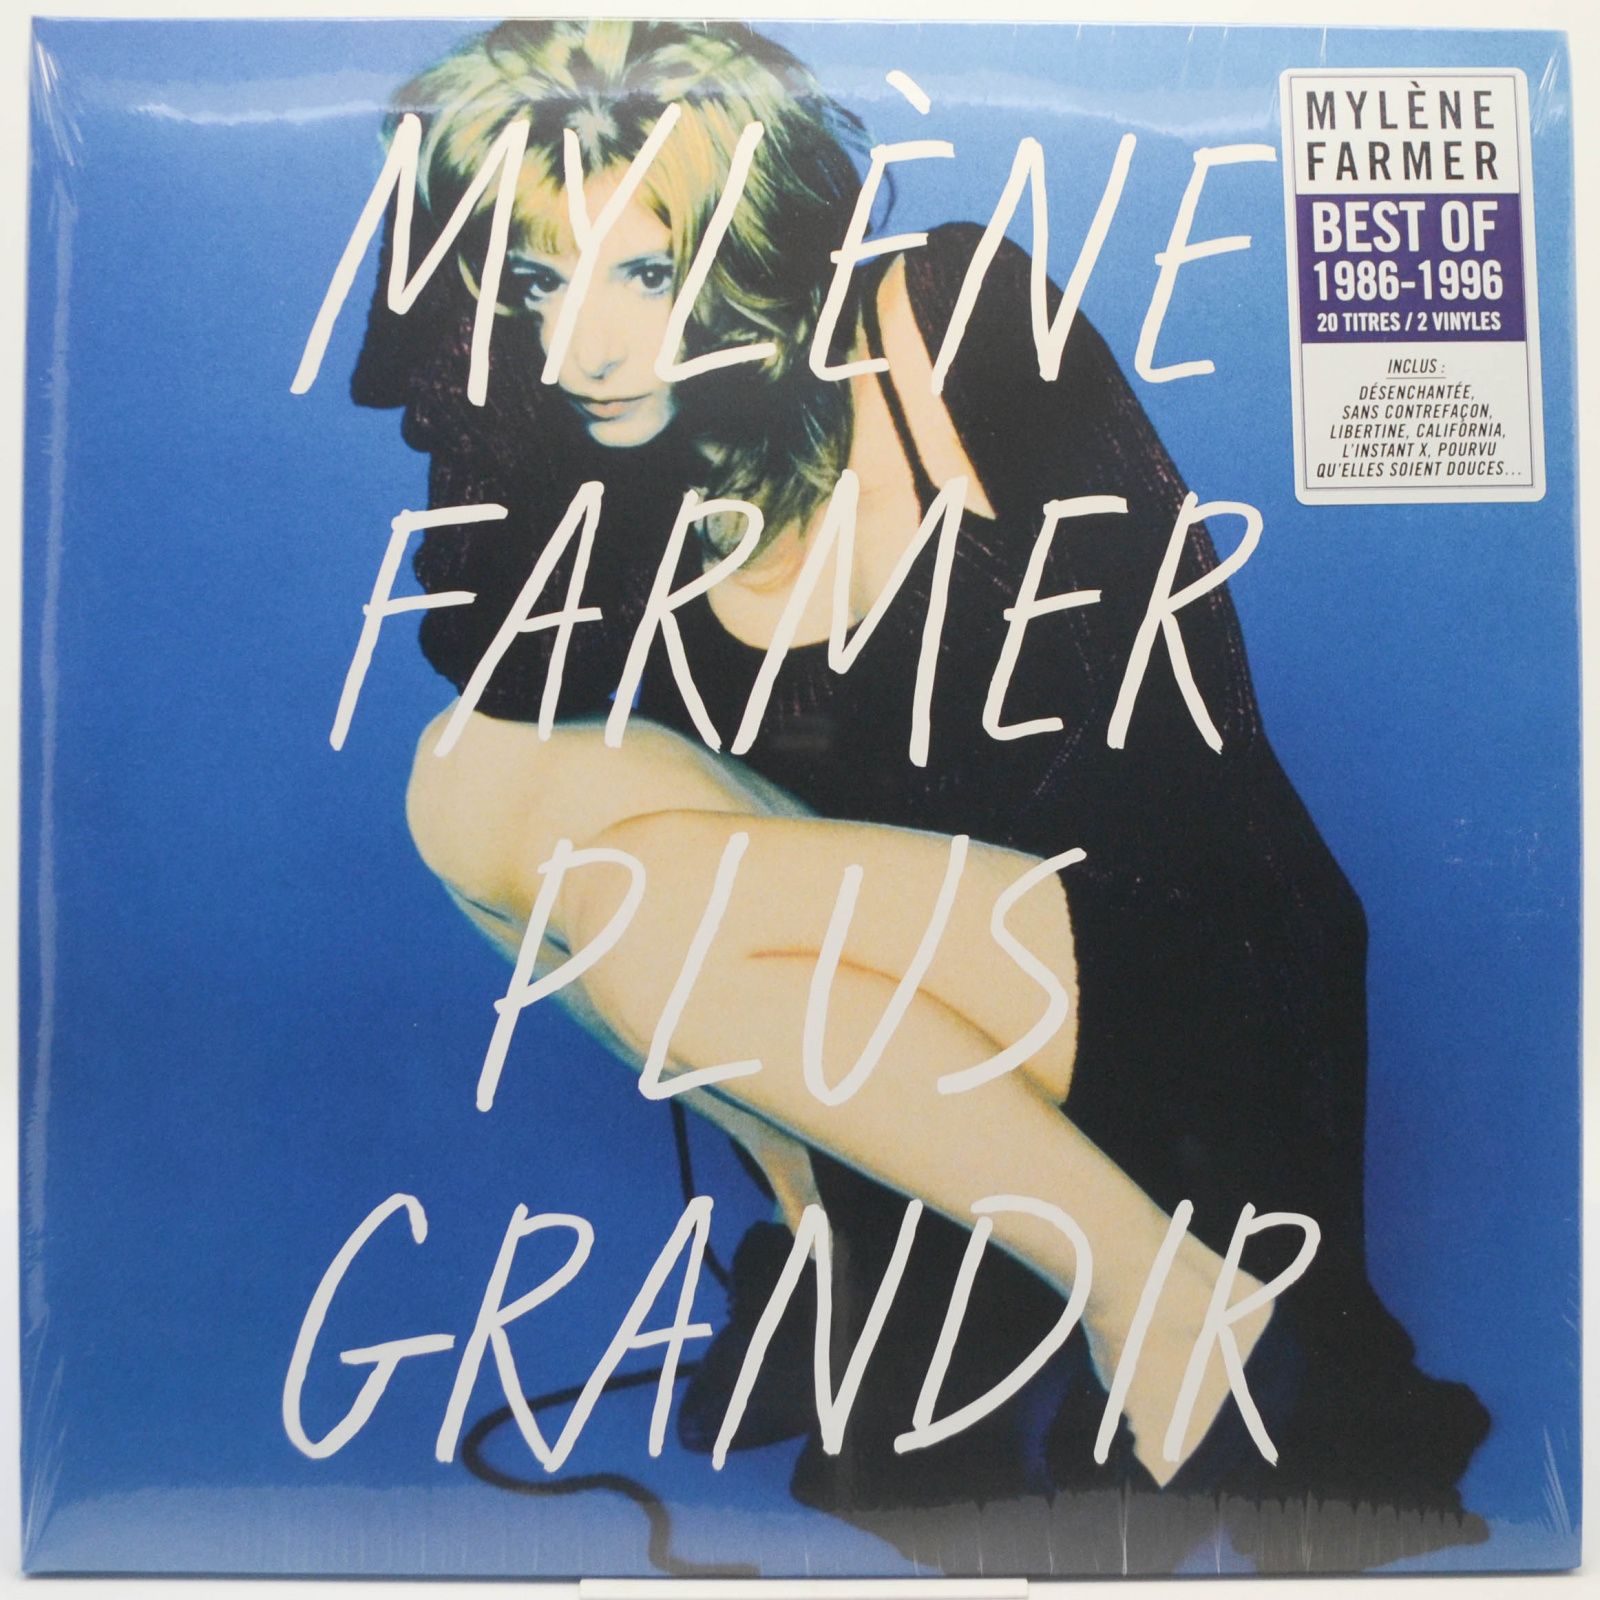 MYLÈNE
FARMER
PLUS
GRANDIR
MYLÈNE
FARMER
BEST OF
1986-1996
20 TITRES / 2 VINYLES
INCLUS :
DÉSENCHANTÉE,
SANS CONTREFAÇON,
LIBERTINE, CALIFORNIA,
L'INSTANT X, POURVU
QU'ELLES SOIENT DOUCES...